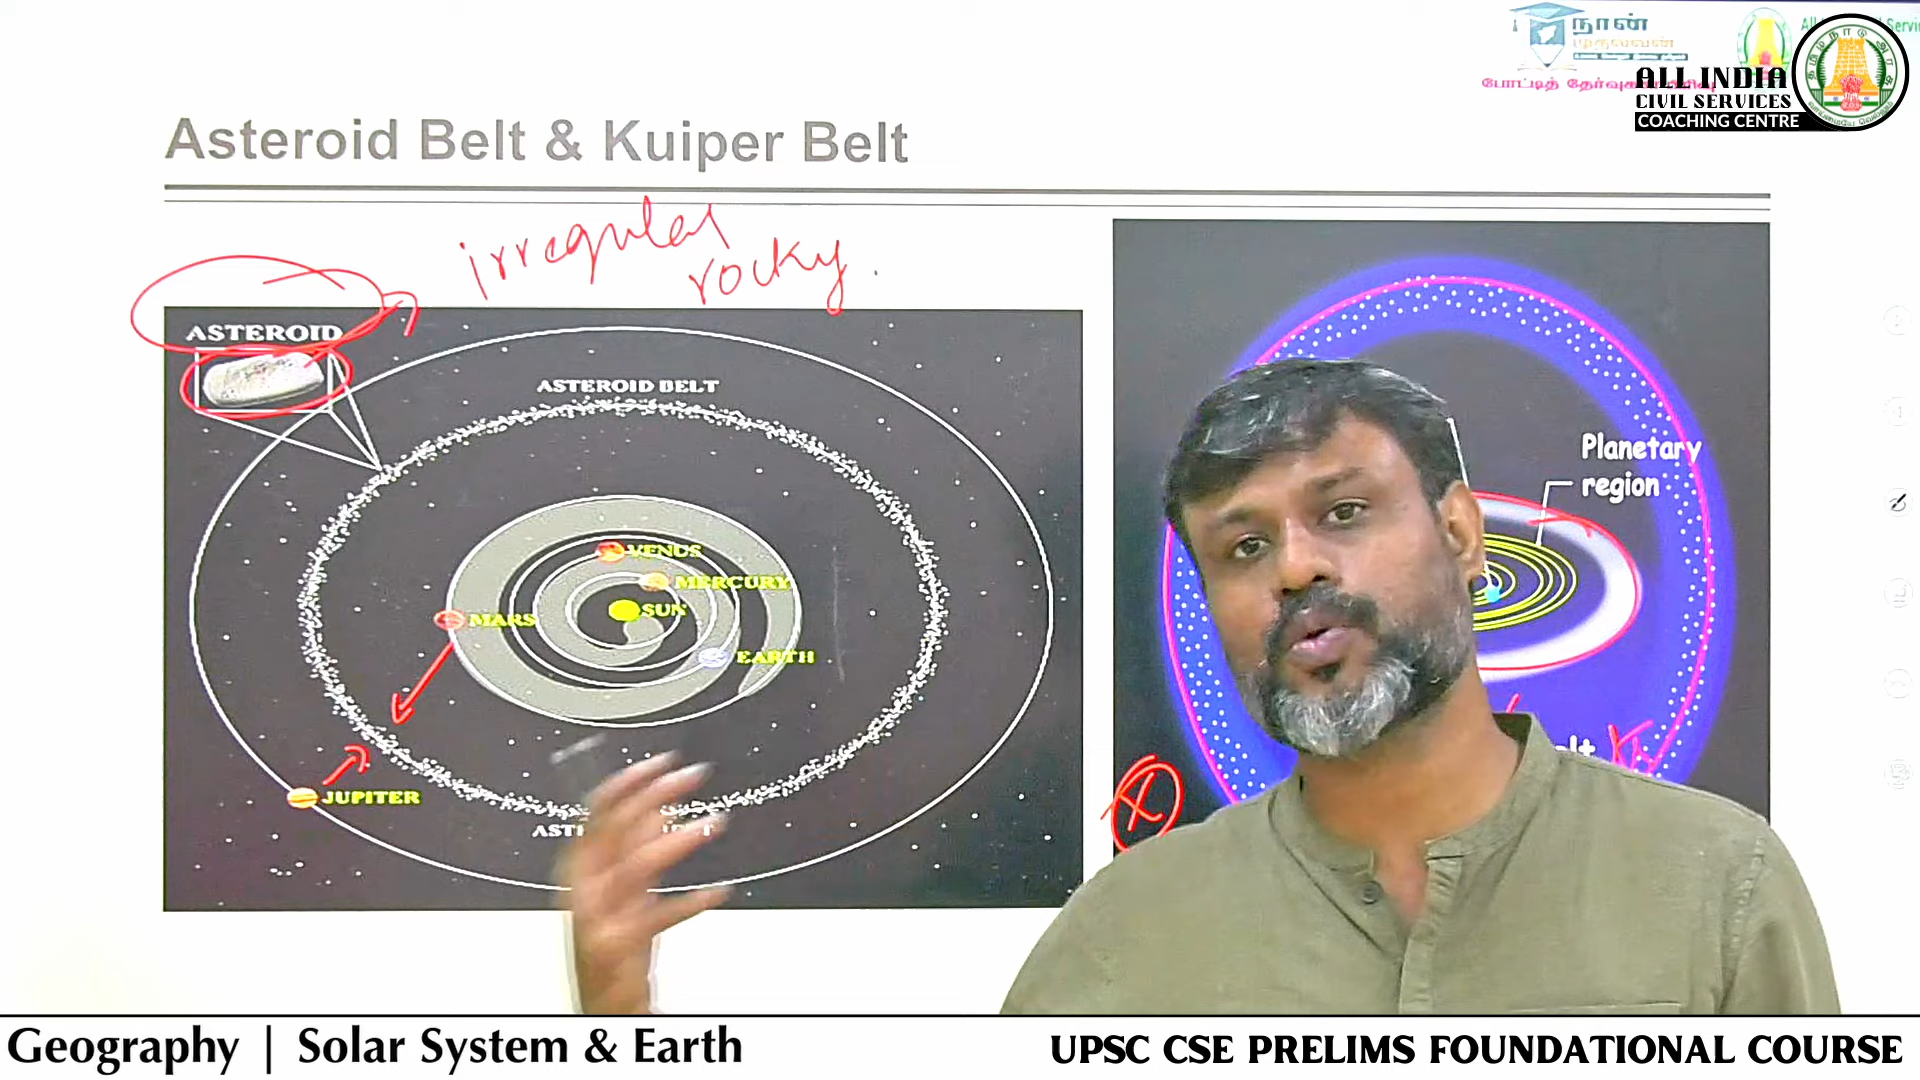 நான்
முதல்வன்
ALL INDIA
CIVIL SERVICES
COACHING CENTRE
போட்டித்
Asteroid Belt & Kuiper Belt
irregular
rocky.
ASTEROID
ASTEROID BELT
VENUS
MERCURY
SUN
MARS
EARTH
JUPITER
Planetary
region
Geography | Solar System & Earth
UPSC CSE PRELIMS FOUNDATIONAL COURSE